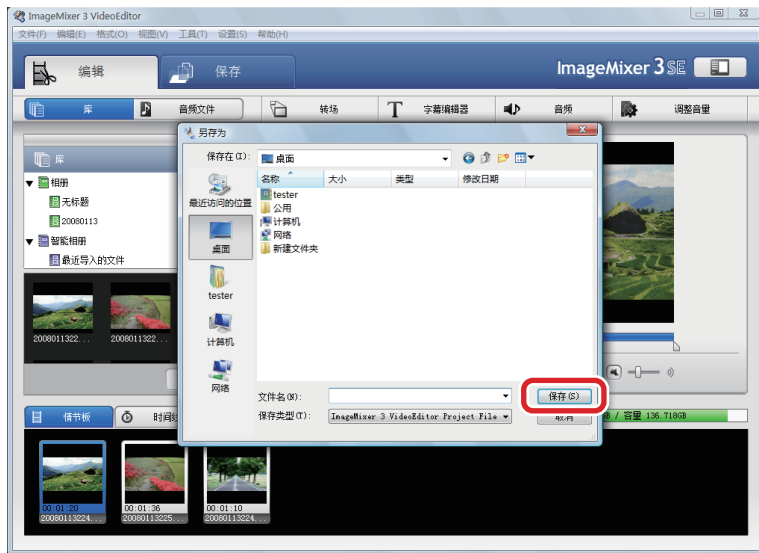 ImageMixer 3 VideoEditor
文件(F) 编辑(E) 格式(O) 视图(V) 工具(T) 设置(S) 帮助(H)
编辑 保存 ImageMixer 3 SE
库 音频文件 转场 T 字幕编辑器 音频 调整音量
另存为
保存在(I): 桌面
库
名称 大小 类型 修改日期
相册
tester
无标题
最近访问的位置
公用
20080113
计算机
智能相册
网络
桌面
新建文件夹
最近导入的文件
tester
2008011322... 2008011322...
计算机
网络
文件名(N): 保存(S)
保存类型(T): ImageMixer 3 VideoEditor Project File 取消
情节板 / 容量 136.718GB
00:01:20 00:01:36 00:01:10
20080113224... 20080113225... 20080113224...